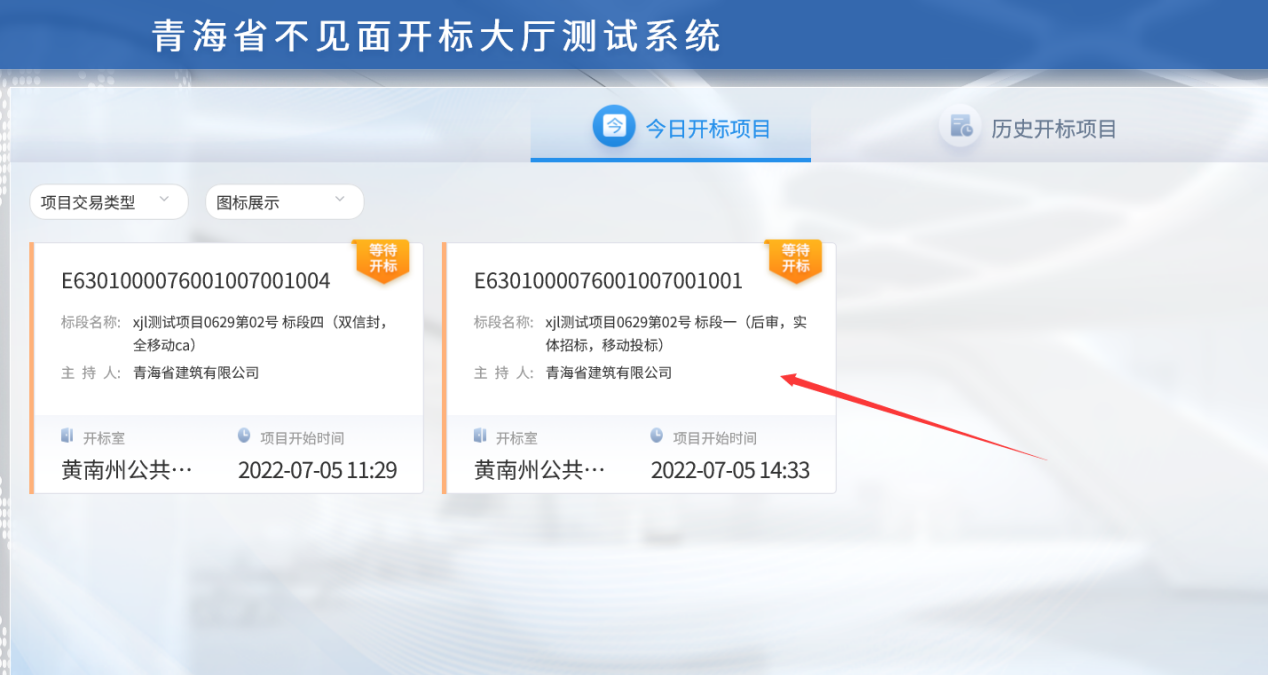 青海省不见面开标大厅测试系统
今
今日开标项目
历史开标项目
项目交易类型
图标展示
等待
开标
E6301000076001007001004
标段名称: xjl测试项目0629第02号 标段四（双信封，
全移动ca）
主 持 人: 青海省建筑有限公司
开标室
项目开始时间
黄南州公共…
2022-07-05 11:29
等待
开标
E6301000076001007001001
标段名称: xjl测试项目0629第02号 标段一（后审，实
体招标，移动投标）
主 持 人: 青海省建筑有限公司
开标室
项目开始时间
黄南州公共…
2022-07-05 14:33